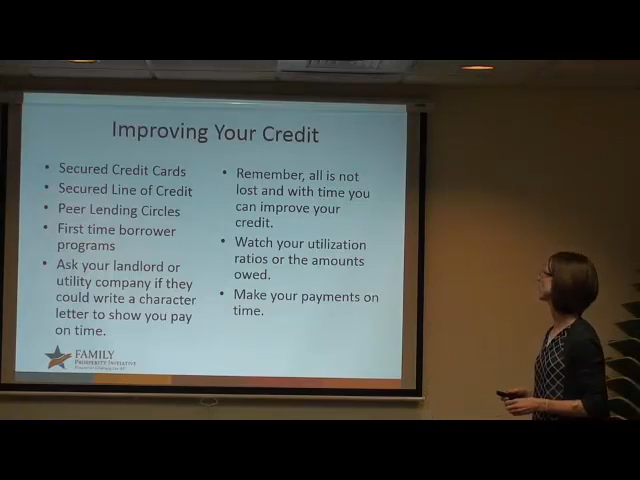 Improving Your Credit
• Secured Credit Cards
• Secured Line of Credit
• Peer Lending Circles
• First time borrower
programs
• Ask your landlord or
utility company if they
could write a character
letter to show you pay
on time.
• Remember, all is not
lost and with time you
can improve your
credit.
• Watch your utilization
ratios or the amounts
owed.
• Make your payments on
time.
FAMILY
PROSPERITY INITIATIVE